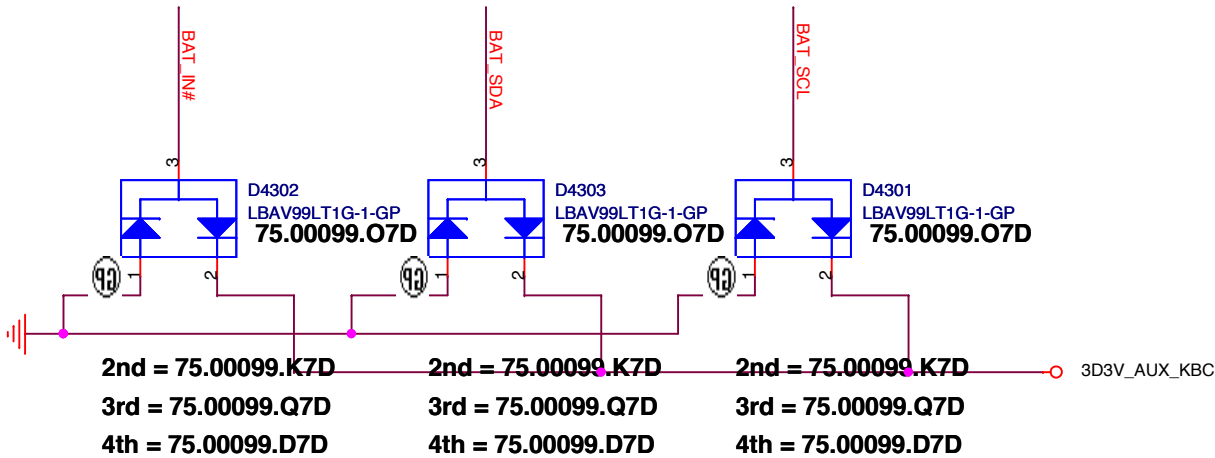 BAT_IN#
BAT_SDA
BAT_SCL
3
3
3
D4302
LBAV99LT1G-1-GP
75.00099.O7D
D4303
LBAV99LT1G-1-GP
75.00099.O7D
D4301
LBAV99LT1G-1-GP
75.00099.O7D
GP
1
2
GP
1
2
GP
1
2
2nd = 75.00099.K7D
3rd = 75.00099.Q7D
4th = 75.00099.D7D
2nd = 75.00099.K7D
3rd = 75.00099.Q7D
4th = 75.00099.D7D
2nd = 75.00099.K7D
3rd = 75.00099.Q7D
4th = 75.00099.D7D
3D3V_AUX_KBC